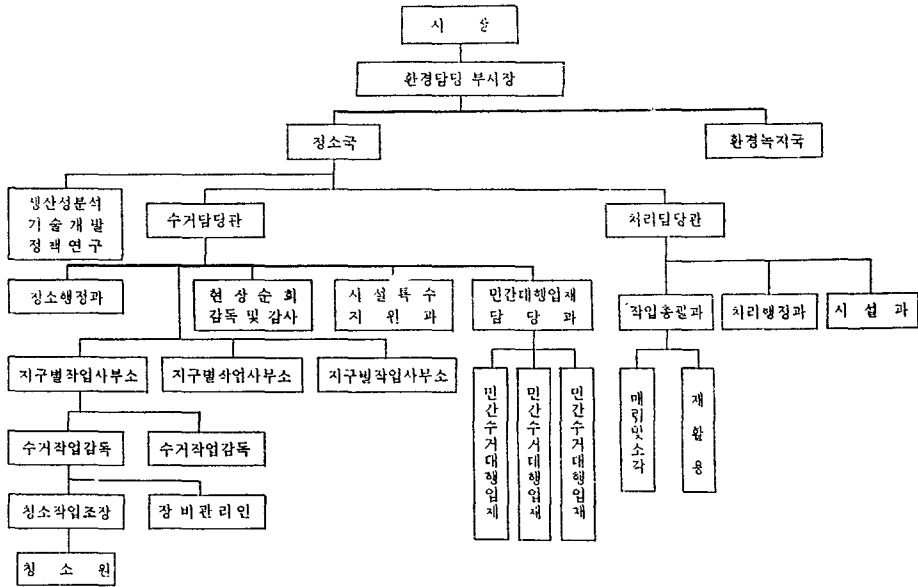 시 장
환경담당 부시장
청소국
환경녹지국
생산성분석
기 술 개 발
정 책 연 구
수거담당관
처리담당관
청소행정과
현 상 순 회
감독 및 감사
시 설 특 수
지 원 과
민간대행업재
담 당 과
작업총괄과
처리행정과
시 설 과
지구별작업사무소
지구별작업사무소
지구별작업사무소
민간수거대행업체
민간수거대행업재
민간수거대행업재
매립및소각
재활용
수거작업감독
수거작업감독
청소작업조장
장비관리인
청 소 원